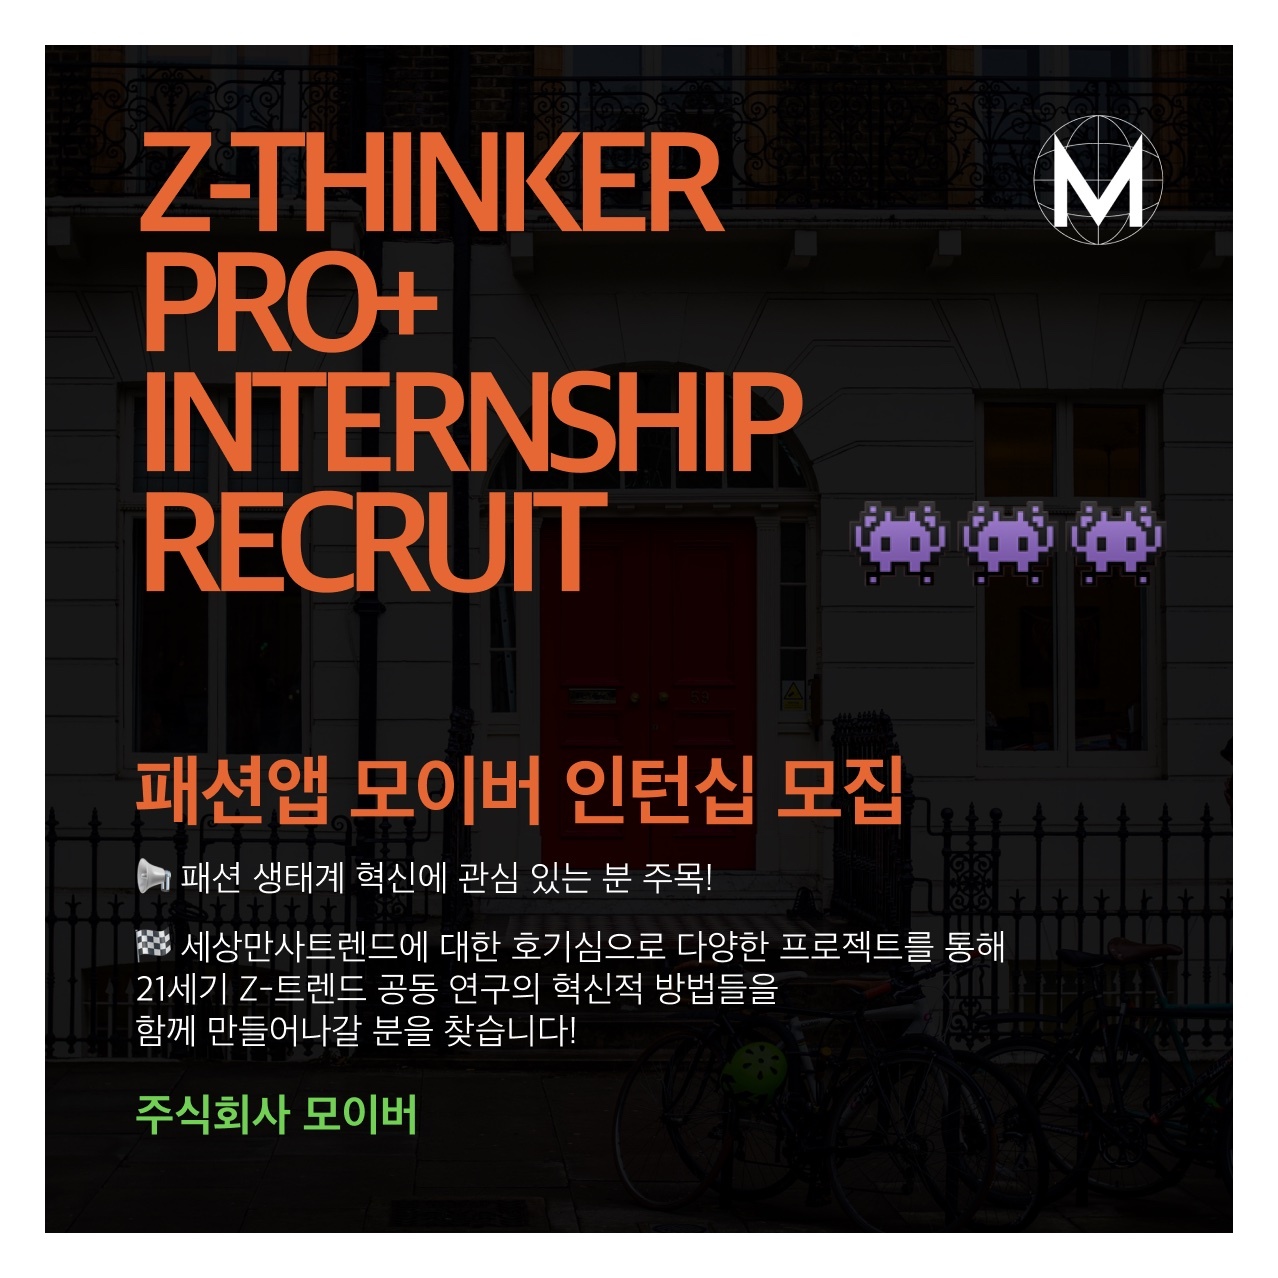 Z-THINKER
PRO+
INTERNSHIP
RECRUIT
M
패션앱 모이버 인턴십 모집
📢 패션 생태계 혁신에 관심 있는 분 주목!
🏁 세상만사트렌드에 대한 호기심으로 다양한 프로젝트를 통해
21세기 Z-트렌드 공동 연구의 혁신적 방법들을
함께 만들어나갈 분을 찾습니다!
주식회사 모이버